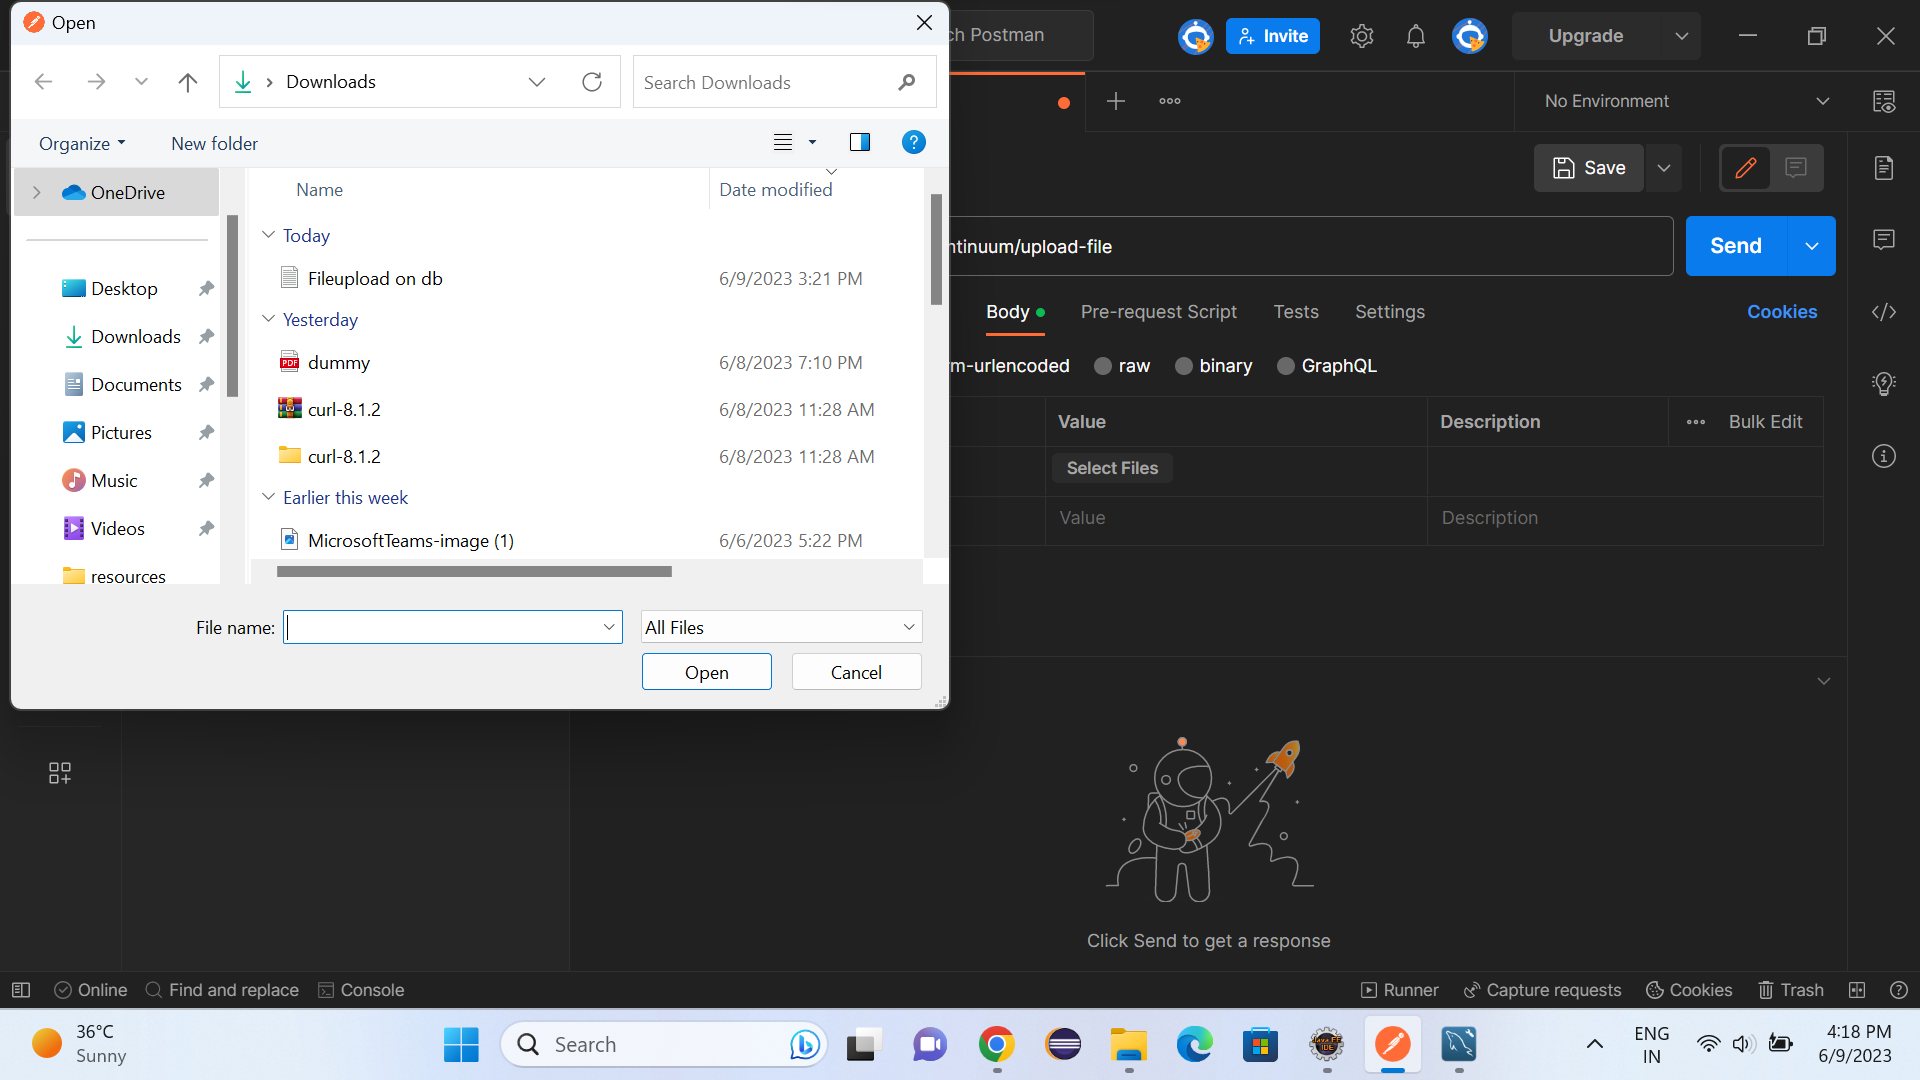 Open
Downloads
Search Downloads
Organize
New folder
OneDrive
Desktop
Downloads
Documents
Pictures
Music
Videos
resources
Name Date modified
Today
Fileupload on db 6/9/2023 3:21 PM
Yesterday
dummy 6/8/2023 7:10 PM
curl-8.1.2 6/8/2023 11:28 AM
curl-8.1.2 6/8/2023 11:28 AM
Earlier this week
MicrosoftTeams-image (1) 6/6/2023 5:22 PM
File name:
All Files
Open Cancel
ch Postman
Invite
Upgrade
No Environment
Save
ntinuum/upload-file
Send
Body Pre-request Script Tests Settings Cookies
m-urlencoded raw binary GraphQL
Value Description Bulk Edit
Select Files
Value Description
Click Send to get a response
Online Find and replace Console Runner Capture requests Cookies Trash
36°C
Sunny
Search
ENG
IN
4:18 PM
6/9/2023